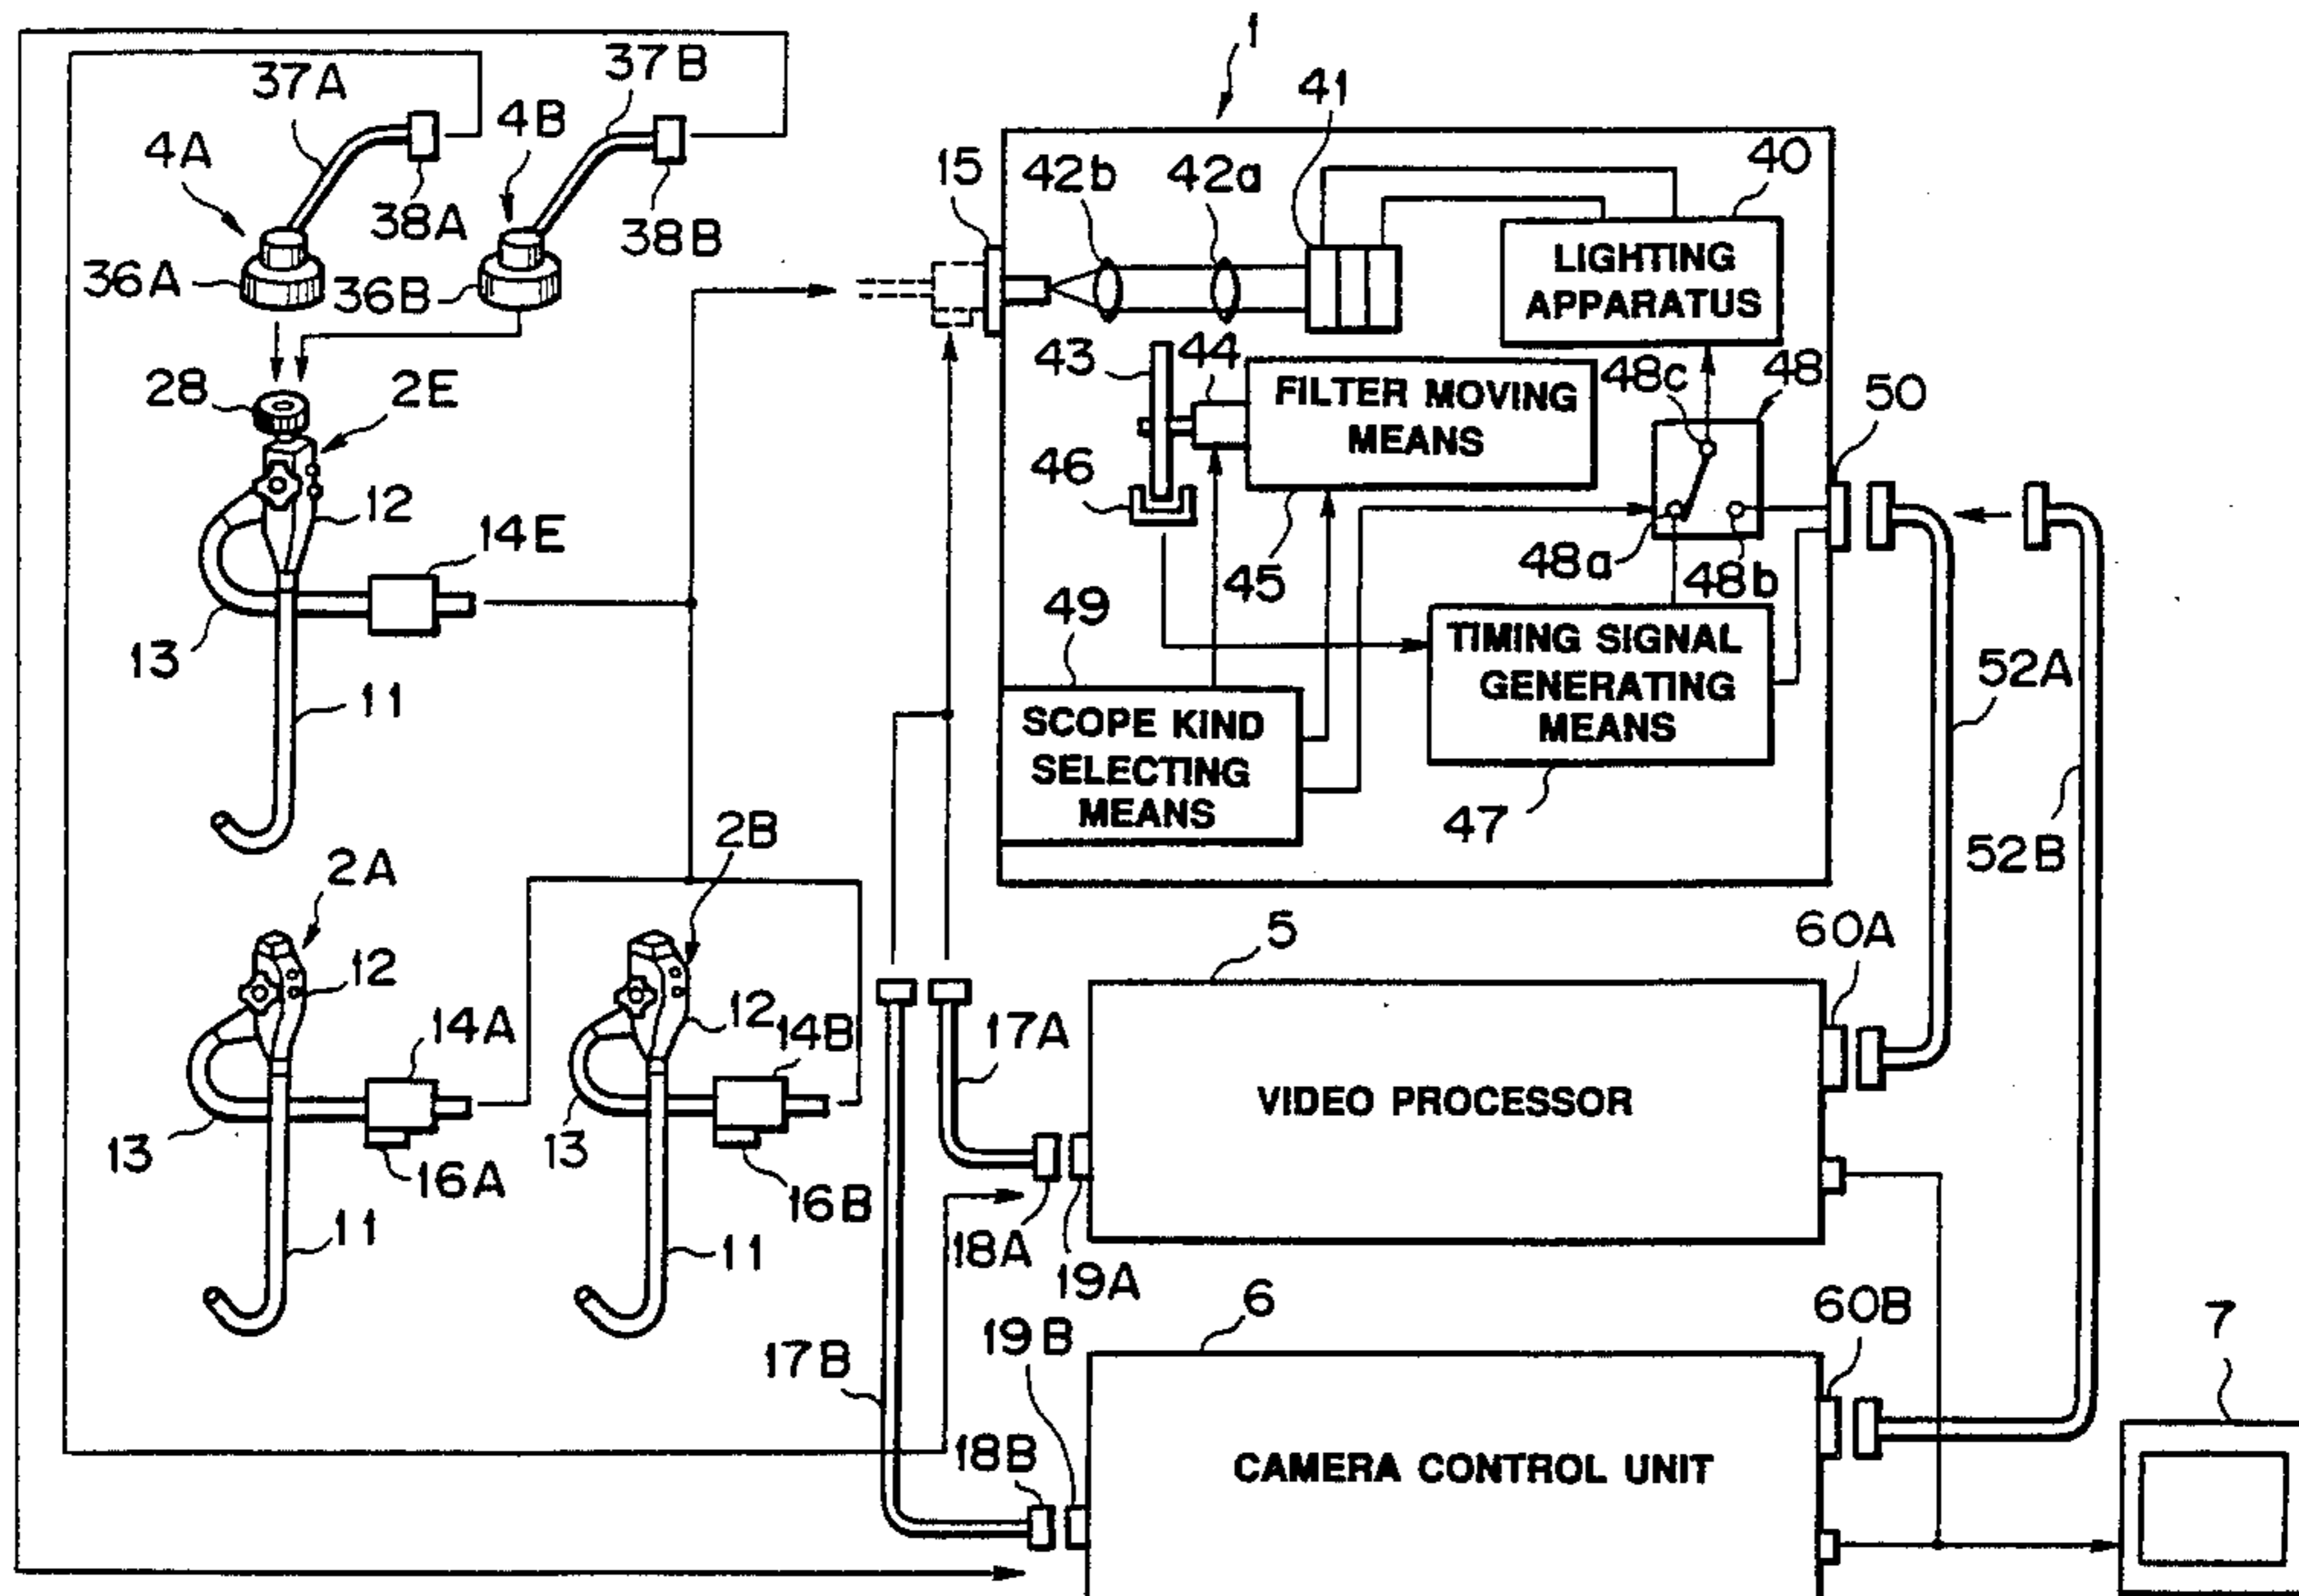 1
37A
37B
41
4A
4B
15
42b
42a
40
38A
38B
36A
36B
LIGHTING
APPARATUS
43
44
48c
48
50
28
2E
FILTER MOVING
MEANS
46
12
14E
45
48a
48b
49
13
TIMING SIGNAL
GENERATING
MEANS
52A
11
SCOPE KIND
SELECTING
MEANS
47
2B
52B
2A
5
60A
12
12
14A
14B
17A
VIDEO PROCESSOR
13
13
16A
16B
11
11
18A
19A
6
60B
7
17B
19B
18B
CAMERA CONTROL UNIT